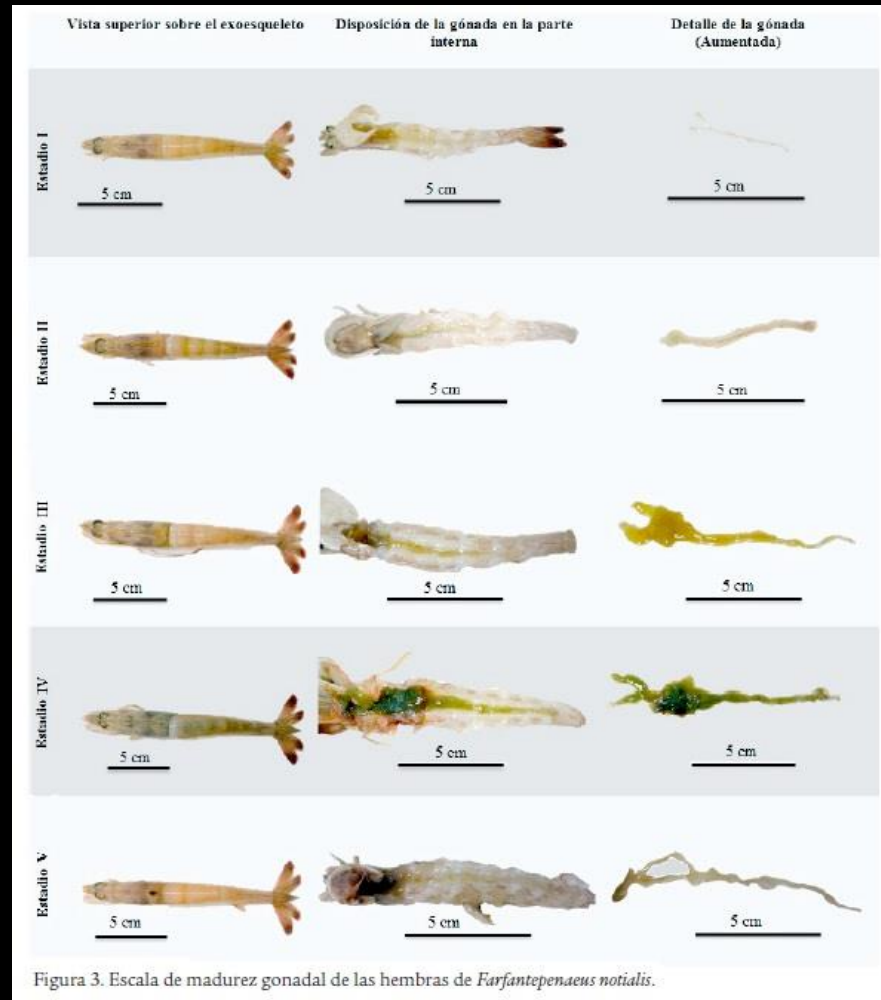 Vista superior sobre el exoesqueleto
Disposición de la gónada en la parte
interna
Detalle de la gónada
(Aumentada)
Estadio I
5 cm
5 cm
5 cm
Estadio II
5 cm
5 cm
5 cm
Estadio III
5 cm
5 cm
5 cm
Estadio IV
5 cm
5 cm
5 cm
Estadio V
5 cm
5 cm
5 cm
Figura 3. Escala de madurez gonadal de las hembras de Farfantepenaeus notialis.